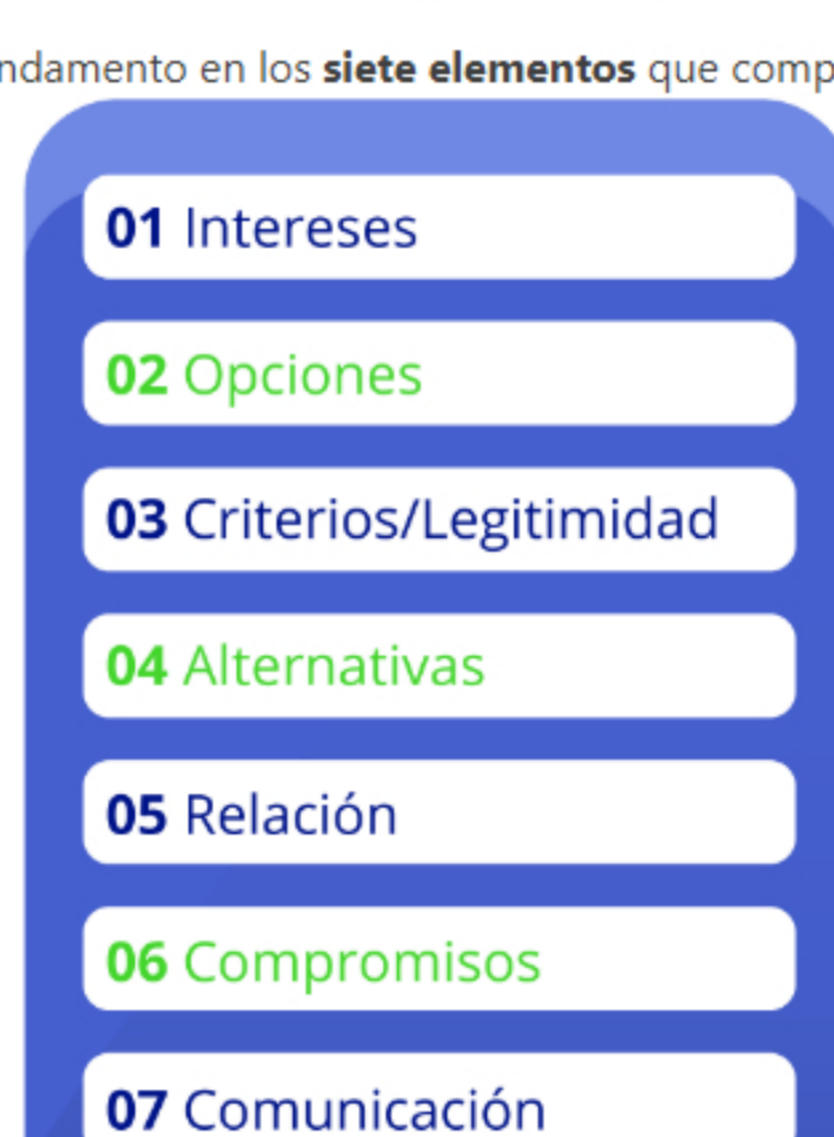 ndamento en los siete elementos que comp
01 Intereses
02 Opciones
03 Criterios/Legitimidad
04 Alternativas
05 Relación
06 Compromisos
07 Comunicación